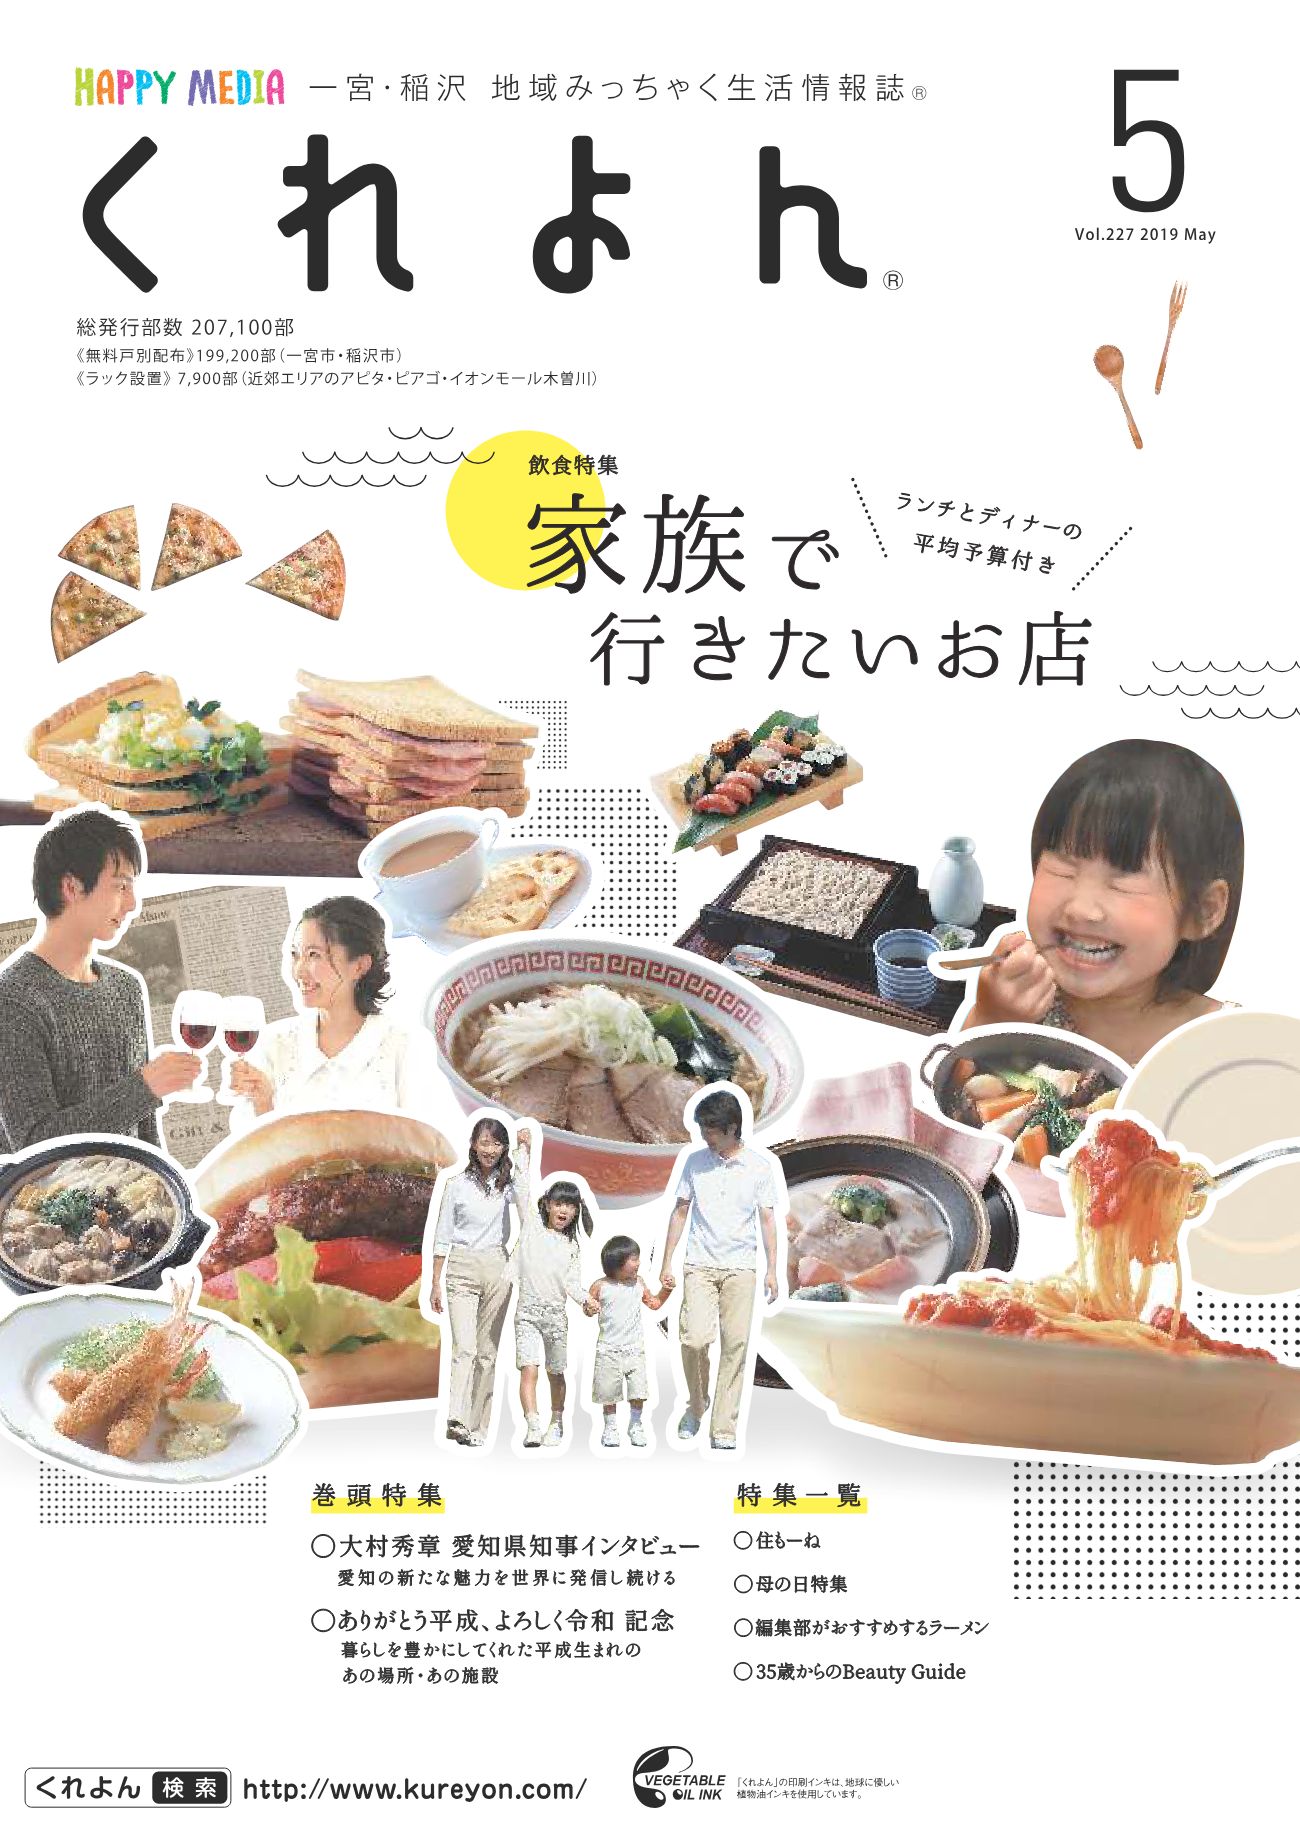 HAPPY MEDIA 一宮・稲沢 地域みっちゃく生活情報誌®
くれよん®
5
Vol.227 2019 May
総発行部数 207,100部
《無料戸別配布》199,200部（一宮市・稲沢市）
《ラック設置》 7,900部（近郊エリアのアピタ・ピアゴ・イオンモール木曽川）
飲食特集
家族で
行きたいお店
ランチとディナーの
平均予算付き
巻頭特集
○大村秀章 愛知県知事インタビュー
愛知の新たな魅力を世界に発信し続ける
○ありがとう平成、よろしく令和 記念
暮らしを豊かにしてくれた平成生まれの
あの場所・あの施設
特集一覧
○住もーね
○母の日特集
○編集部がおすすめするラーメン
○35歳からのBeauty Guide
くれよん 検索 http://www.kureyon.com/
VEGETABLE
OIL INK
「くれよん」の印刷インキは、地球に優しい
植物油インキを使用しています。